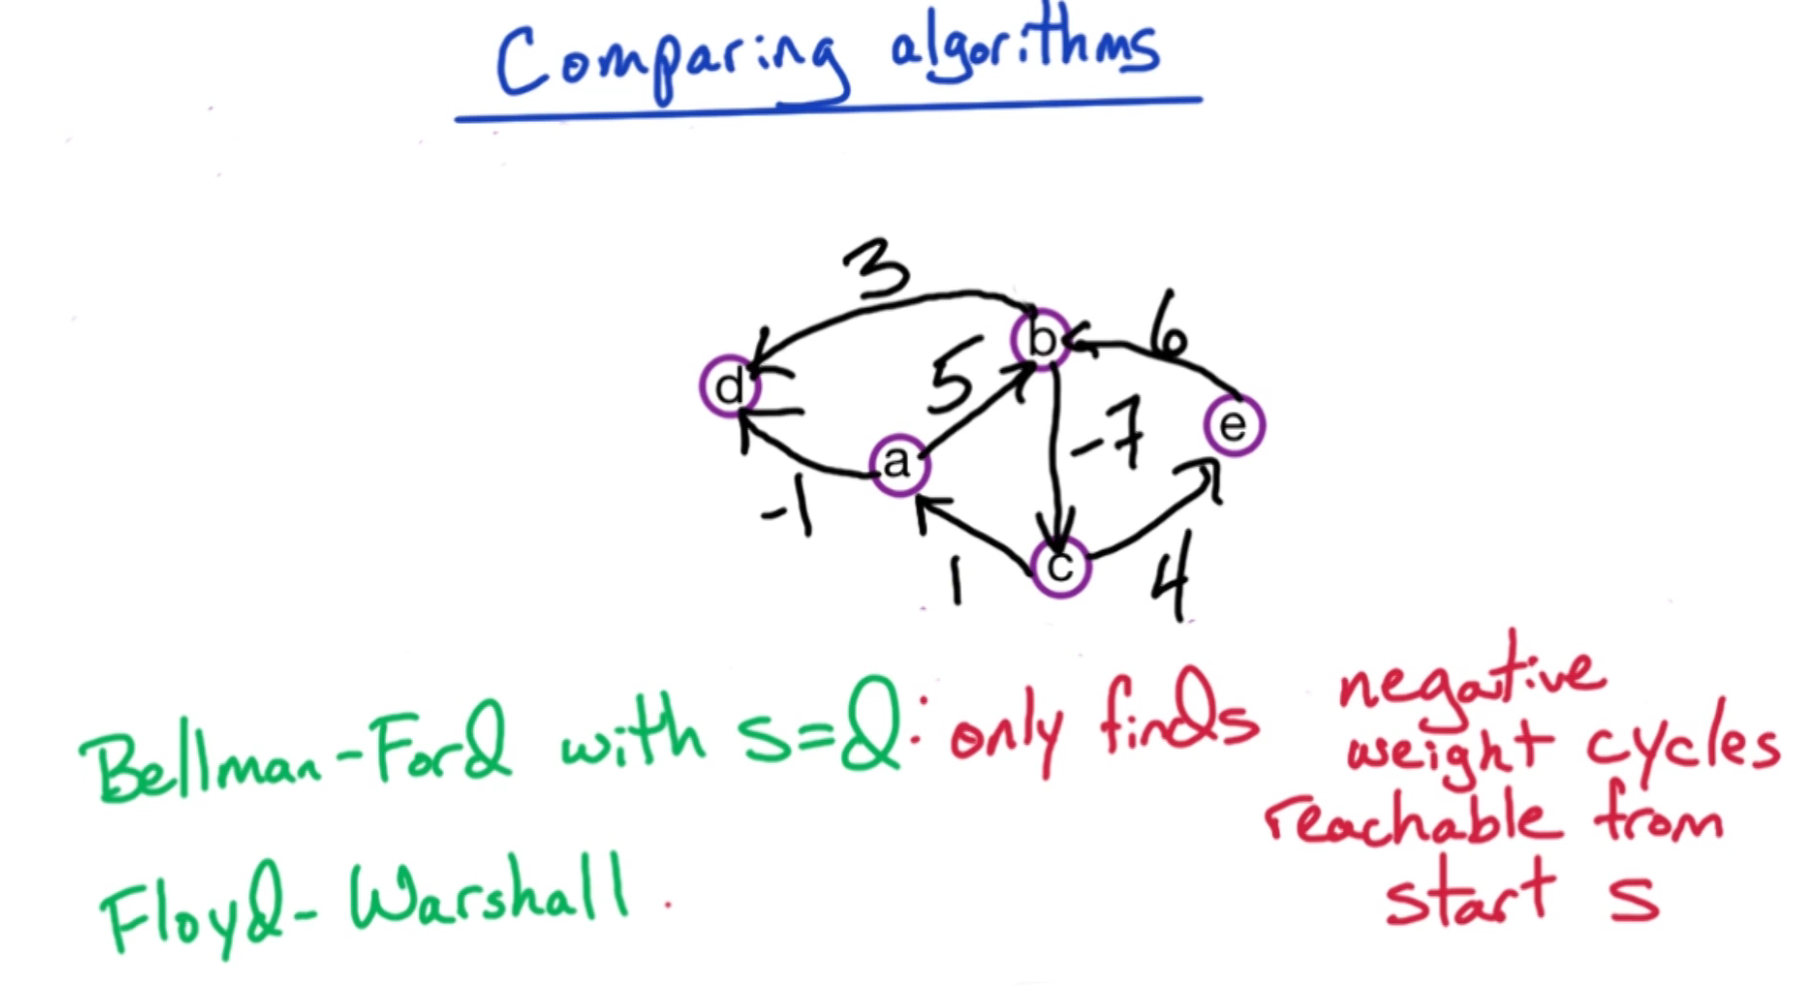 Comparing algorithms
3
6
b
5
d
-7
e
a
-1
1
c
4
Bellman-Ford with s=d: only finds negative weight cycles reachable from start s
Floyd-Warshall